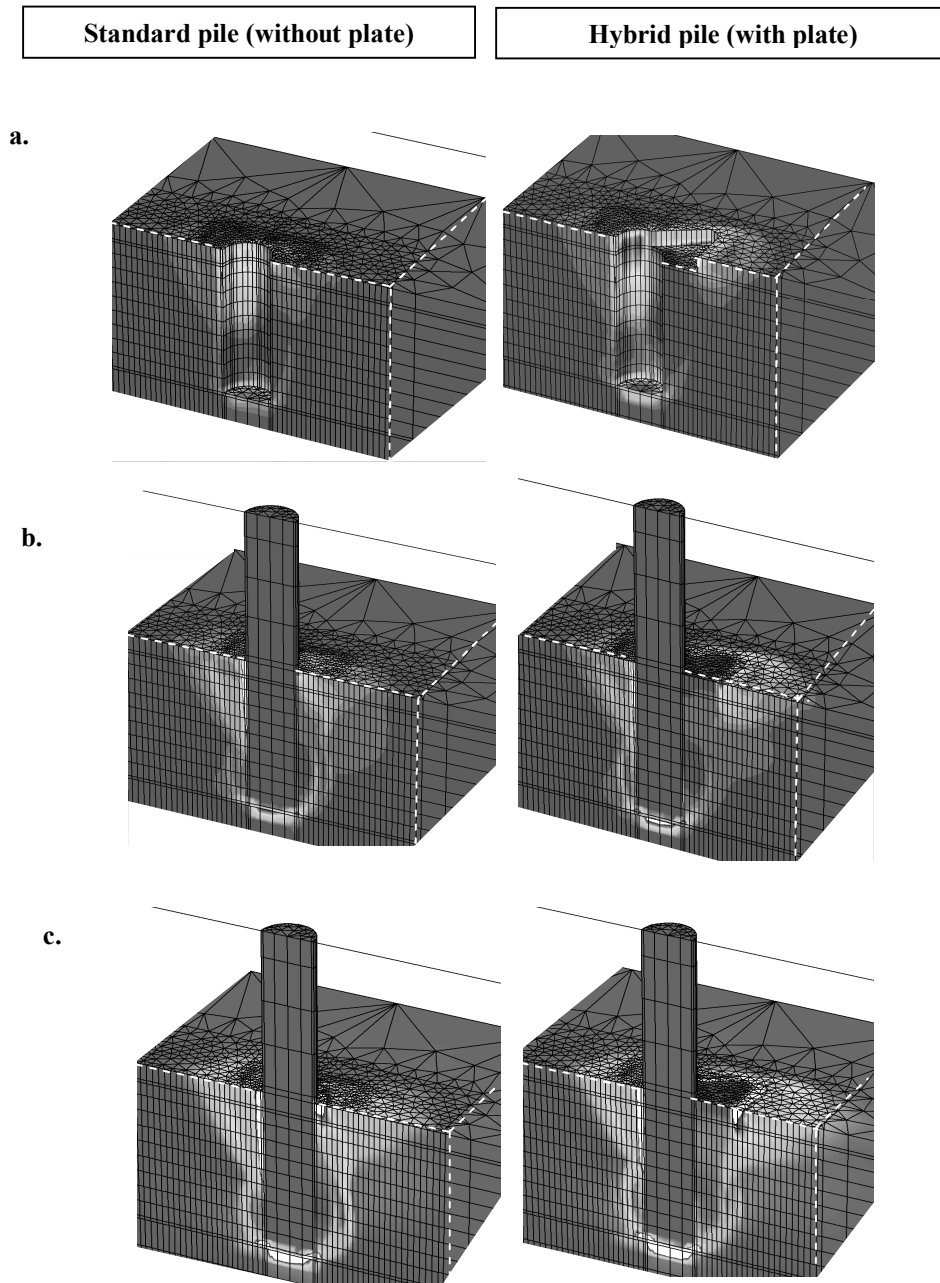 Standard pile (without plate)
Hybrid pile (with plate)
a.
b.
c.